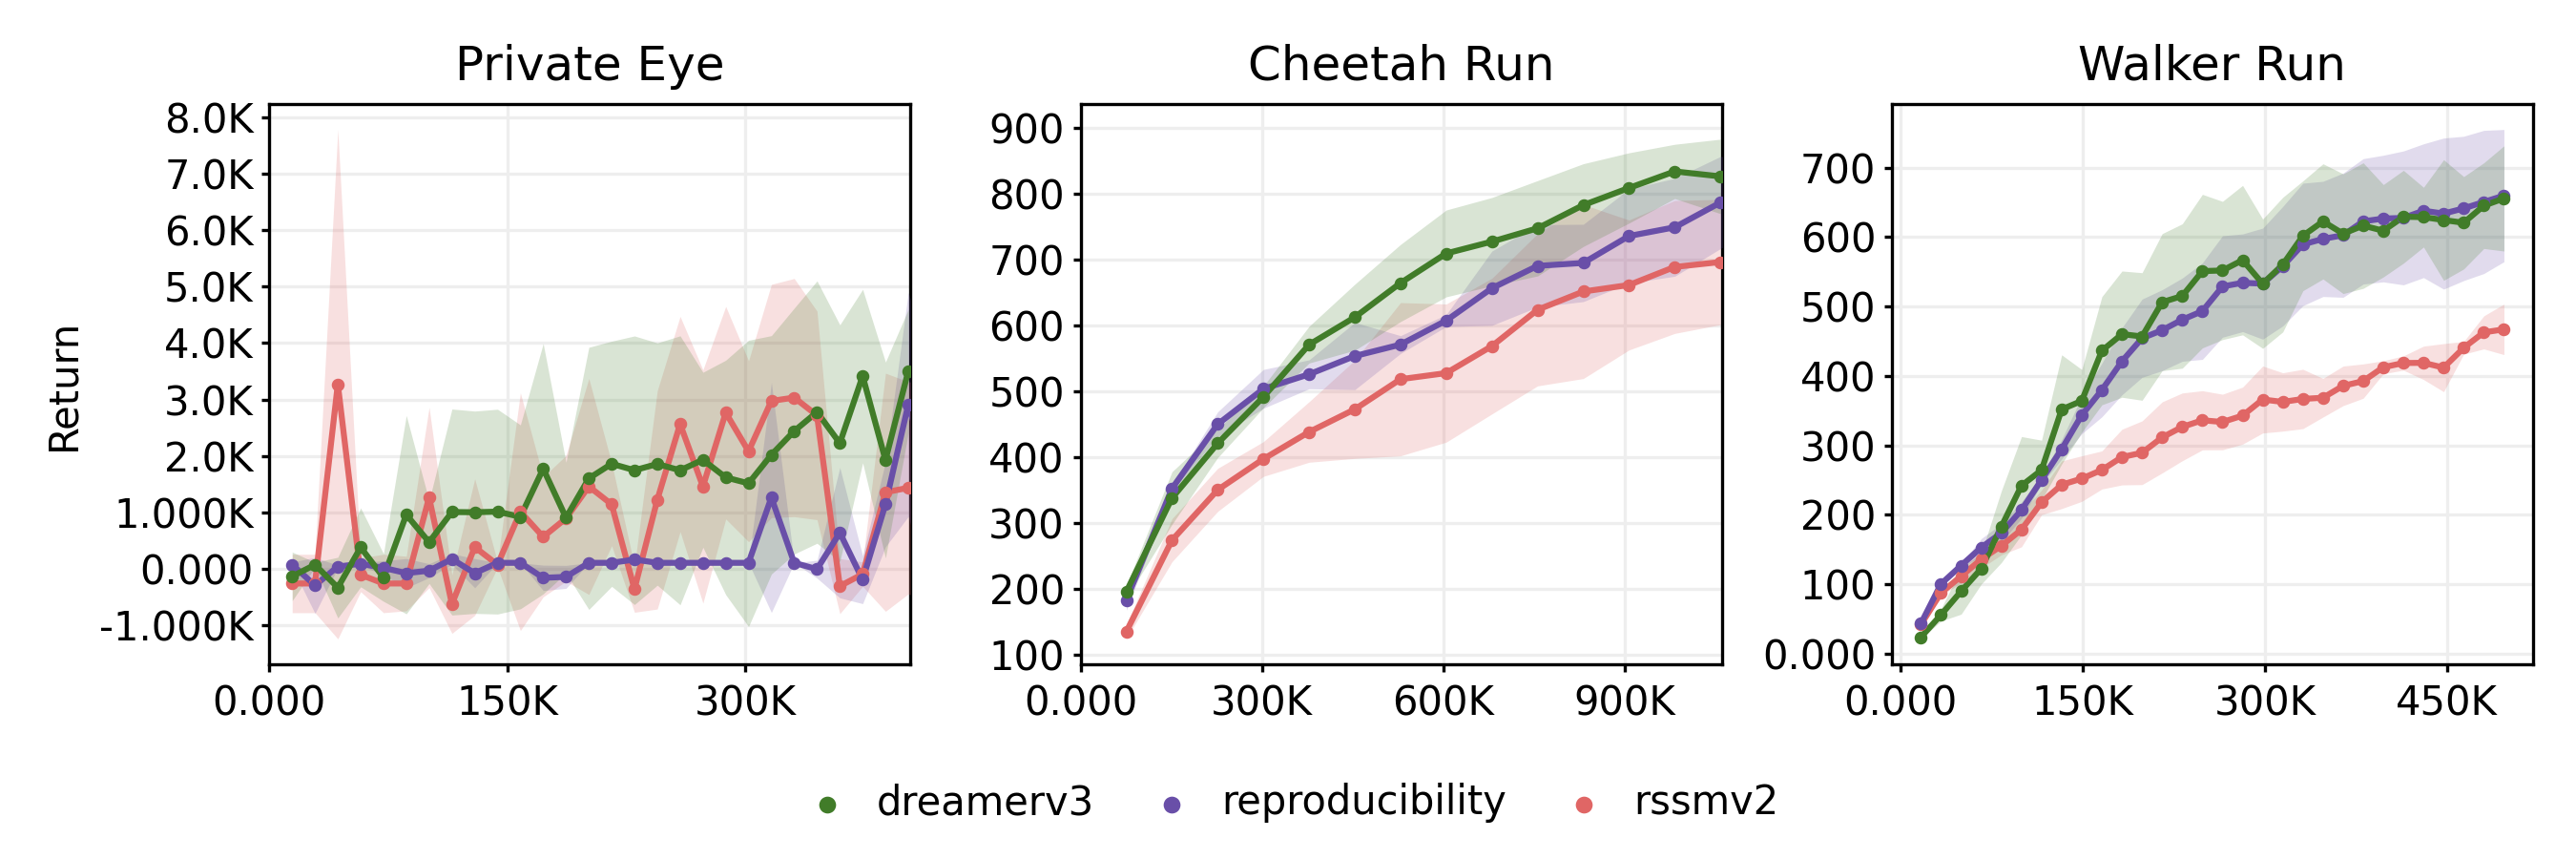 Private Eye
Cheetah Run
Walker Run
Return
8.0K
7.0K
6.0K
5.0K
4.0K
3.0K
2.0K
1.000K
0.000
-1.000K
0.000
150K
300K
900
800
700
600
500
400
300
200
100
0.000
300K
600K
900K
700
600
500
400
300
200
100
0.000
0.000
150K
300K
450K
dreamerv3
reproducibility
rssmv2